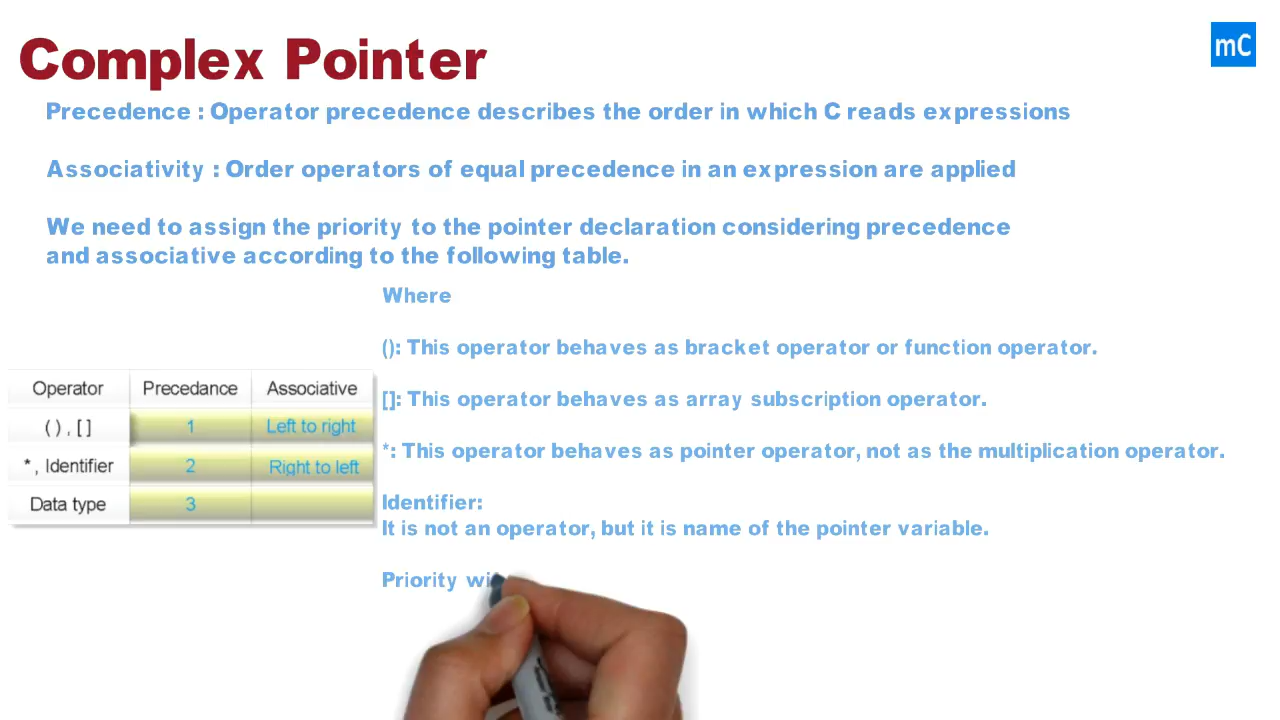 Complex Pointer
mC
Precedence : Operator precedence describes the order in which C reads expressions
Associativity : Order operators of equal precedence in an expression are applied
We need to assign the priority to the pointer declaration considering precedence
and associative according to the following table.
Where
(): This operator behaves as bracket operator or function operator.
[]: This operator behaves as array subscription operator.
*: This operator behaves as pointer operator, not as the multiplication operator.
Identifier:
It is not an operator, but it is name of the pointer variable.
Priority wi
Operator Precedance Associative
( ) , [ ] 1 Left to right
* , Identifier 2 Right to left
Data type 3